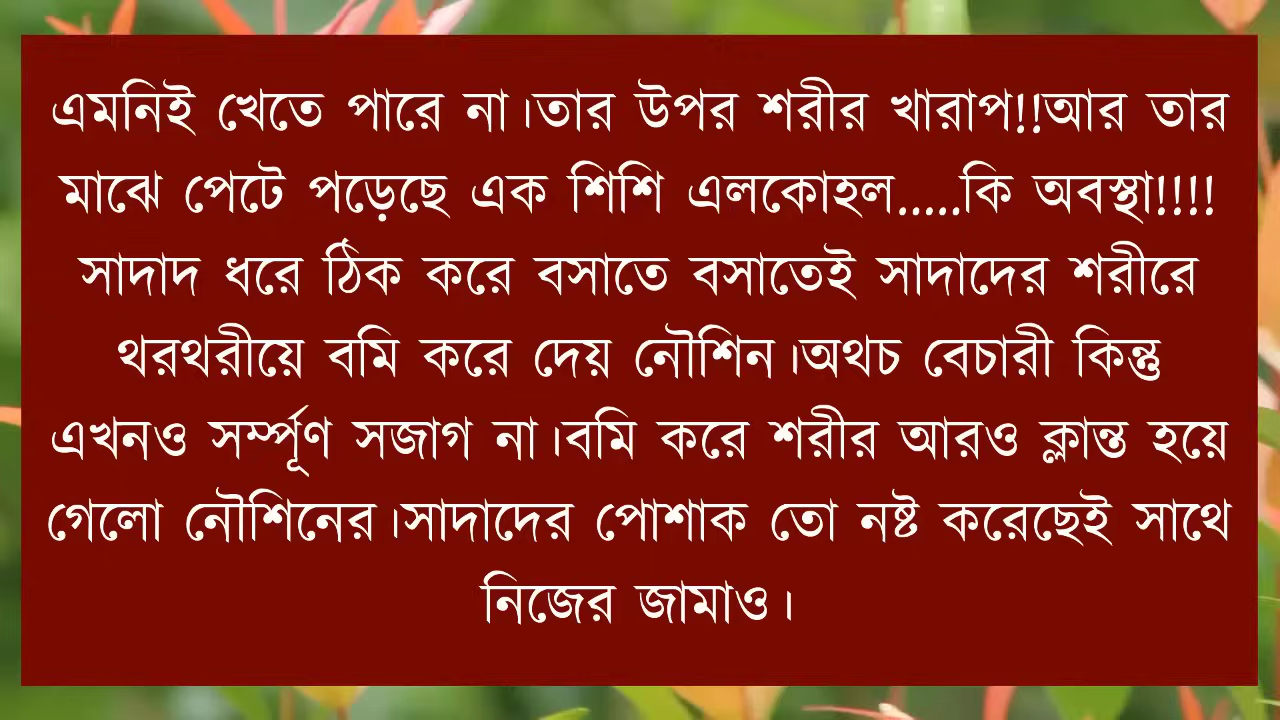 এমনিই খেতে পারে না।তার উপর শরীর খারাপ!!আর তার
মাঝে পেটে পড়েছে এক শিশি এলকোহল.....কি অবস্থা!!!!
সাদাদ ধরে ঠিক করে বসাতে বসাতেই সাদাদের শরীরে
থরথরীয়ে বমি করে দেয় নৌশিন।অথচ বেচারী কিন্তু
এখনও সর্ম্পূণ সজাগ না।বমি করে শরীর আরও ক্লান্ত হয়ে
গেলো নৌশিনের।সাদাদের পোশাক তো নষ্ট করেছেই সাথে
নিজের জামাও।